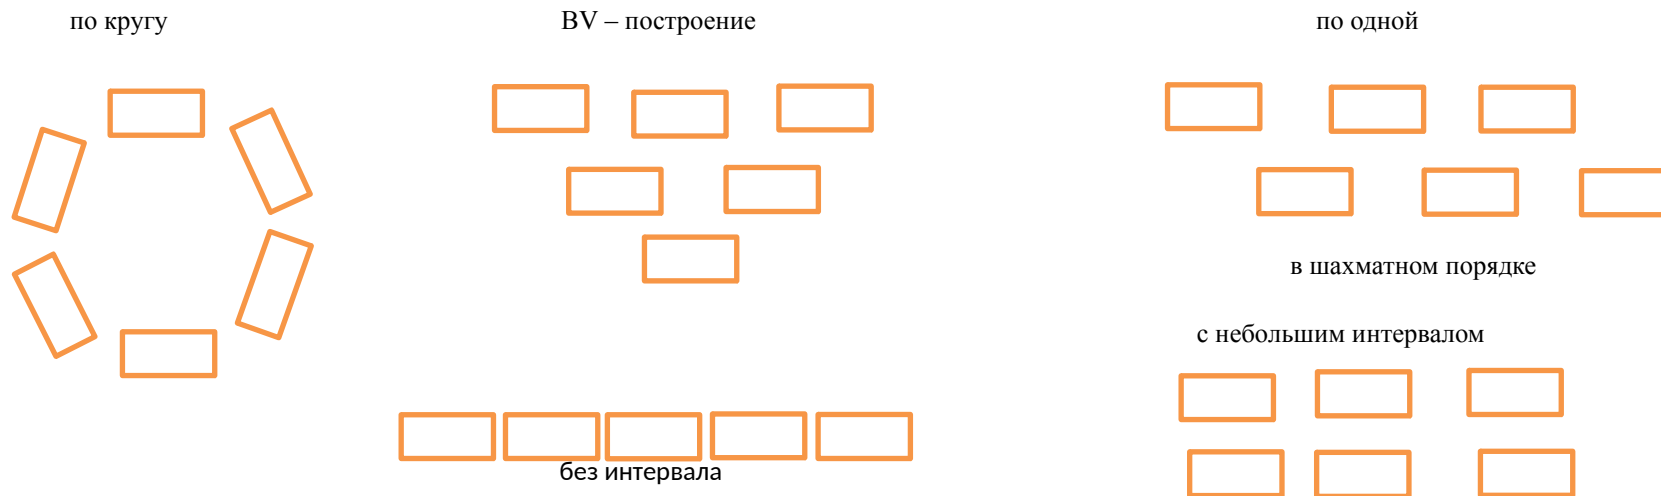 по кругу
BV – построение
по одной
в шахматном порядке
с небольшим интервалом
без интервала